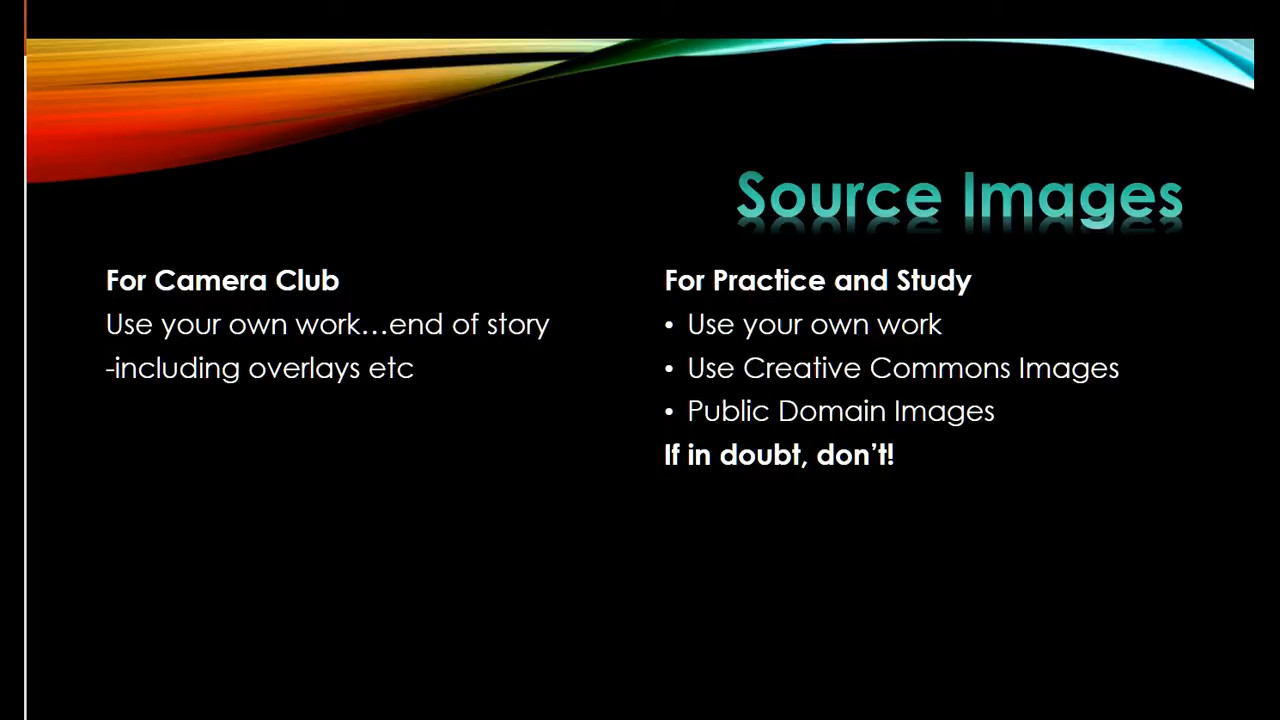 Source Images
For Camera Club
Use your own work…end of story
-including overlays etc
For Practice and Study
• Use your own work
• Use Creative Commons Images
• Public Domain Images
If in doubt, don’t!